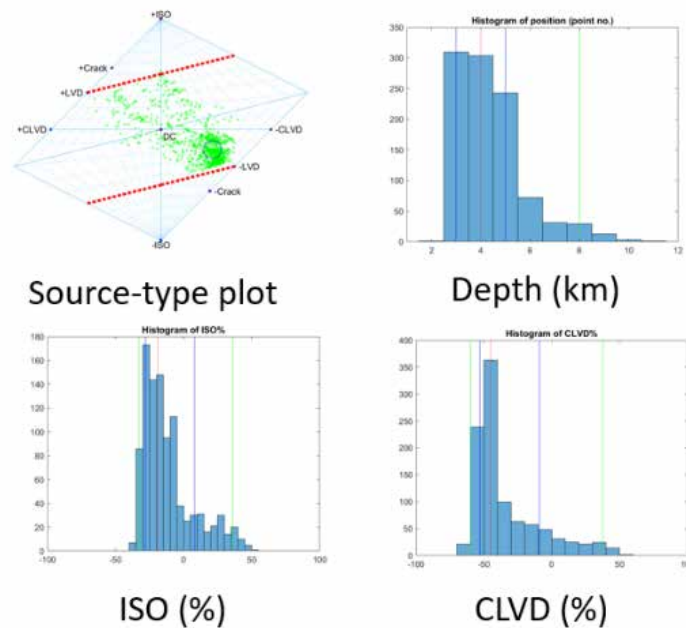 +ISO
+Crack
+LVD
+CLVD
DC
-CLVD
-LVD
-Crack
-ISO
Source-type plot
Histogram of position (point no.)
350
300
250
200
150
100
50
0
2 4 6 8 10 12
Depth (km)
Histogram of ISO%
180
160
140
120
100
80
60
40
20
0
-100 -50 0 50 100
ISO (%)
Histogram of CLVD%
400
350
300
250
200
150
100
50
0
-100 -50 0 50 100
CLVD (%)